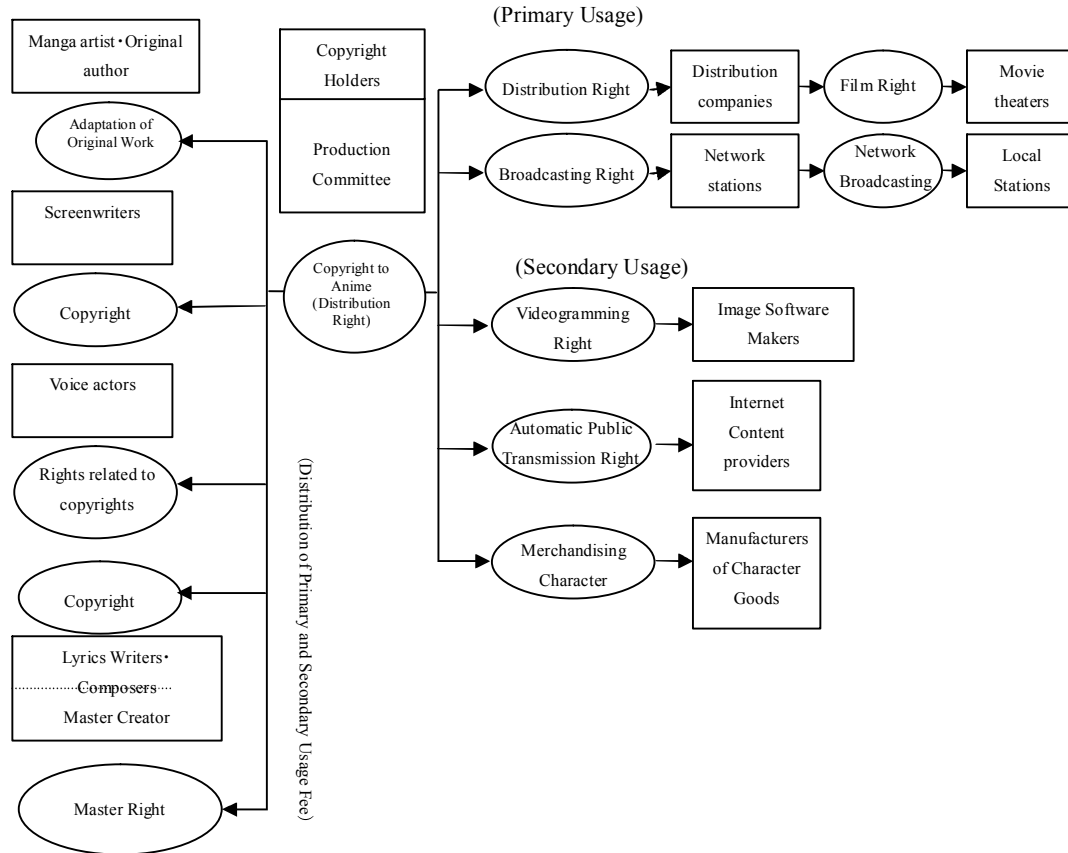 (Primary Usage)
Manga artist・Original
author
Adaptation of
Original Work
Screenwriters
Copyright
Voice actors
Rights related to
copyrights
Copyright
Lyrics Writers・
Composers
Master Creator
Master Right
Copyright
Holders
Production
Committee
Copyright to
Anime
(Distribution
Right)
(Distribution of Primary and Secondary Usage Fee)
Distribution Right
Distribution
companies
Film Right
Movie
theaters
Broadcasting Right
Network
stations
Network
Broadcasting
Local
Stations
(Secondary Usage)
Videogramming
Right
Image Software
Makers
Automatic Public
Transmission Right
Internet
Content
providers
Merchandising
Character
Manufacturers
of Character
Goods